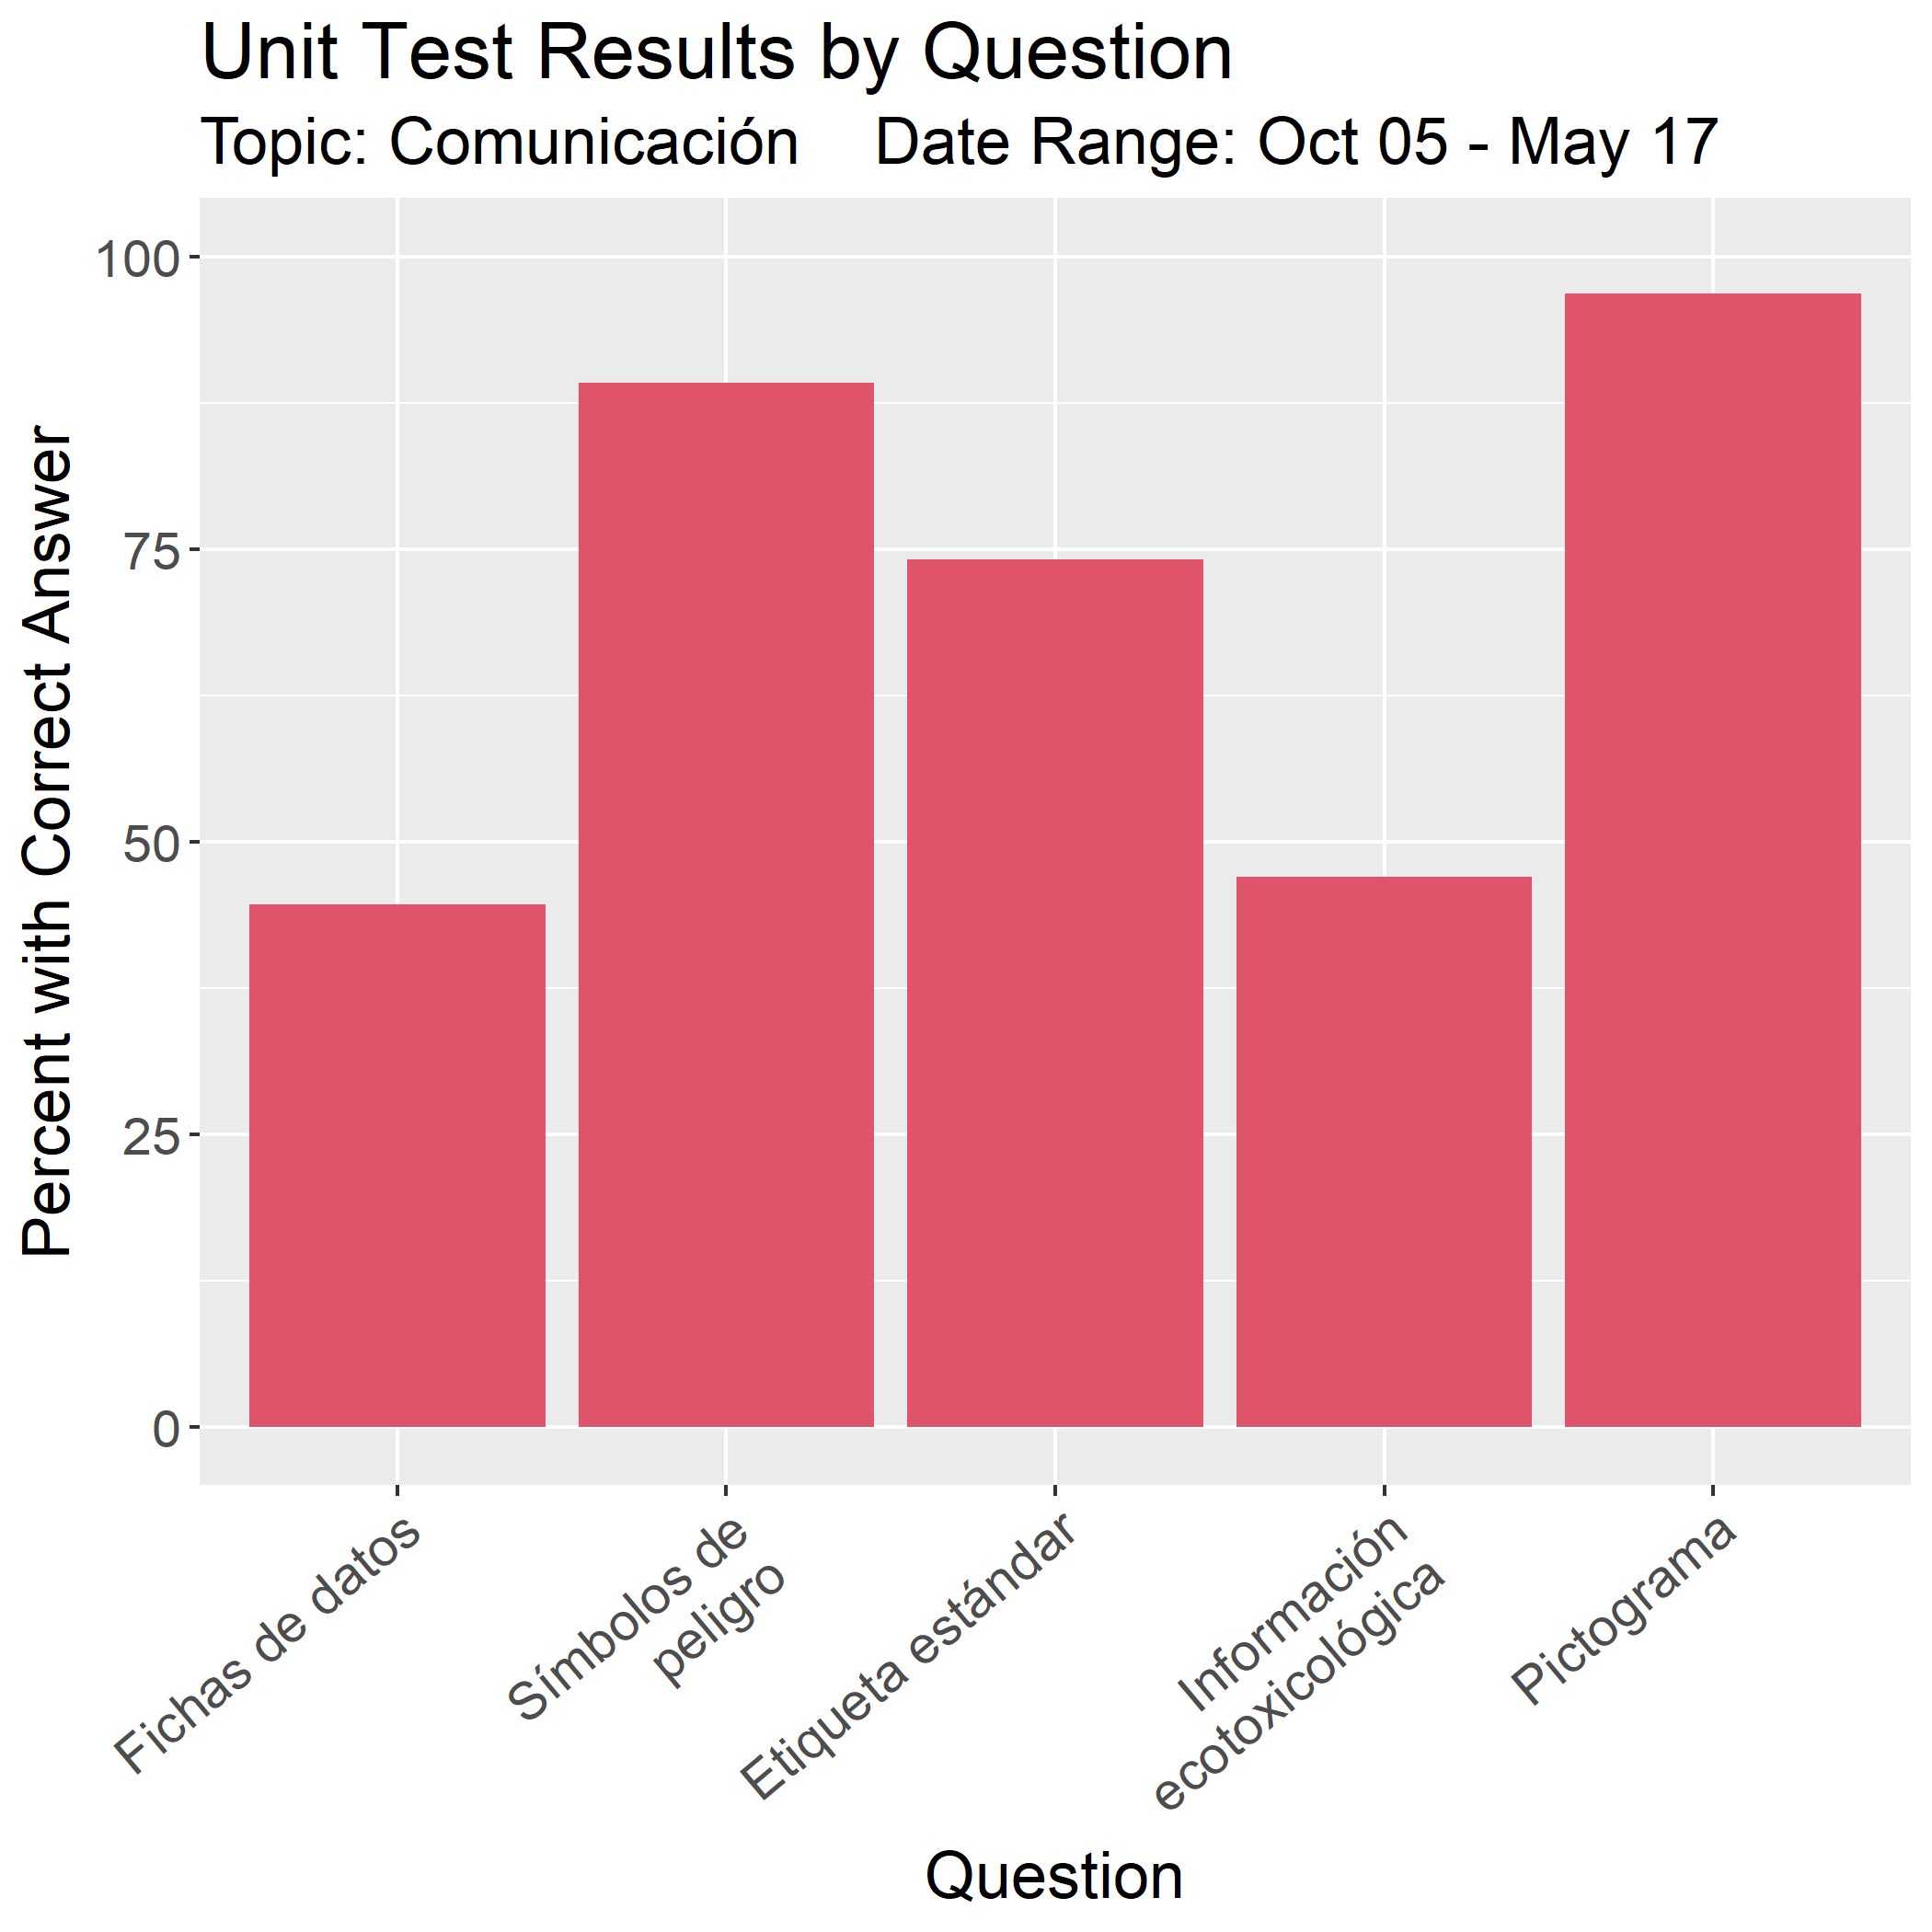 Unit Test Results by Question
Topic: Comunicación    Date Range: Oct 05 - May 17
Percent with Correct Answer
100
75
50
25
0
Fichas de datos
Símbolos de
peligro
Etiqueta estándar
Información
ecotoxicológica
Pictograma
Question